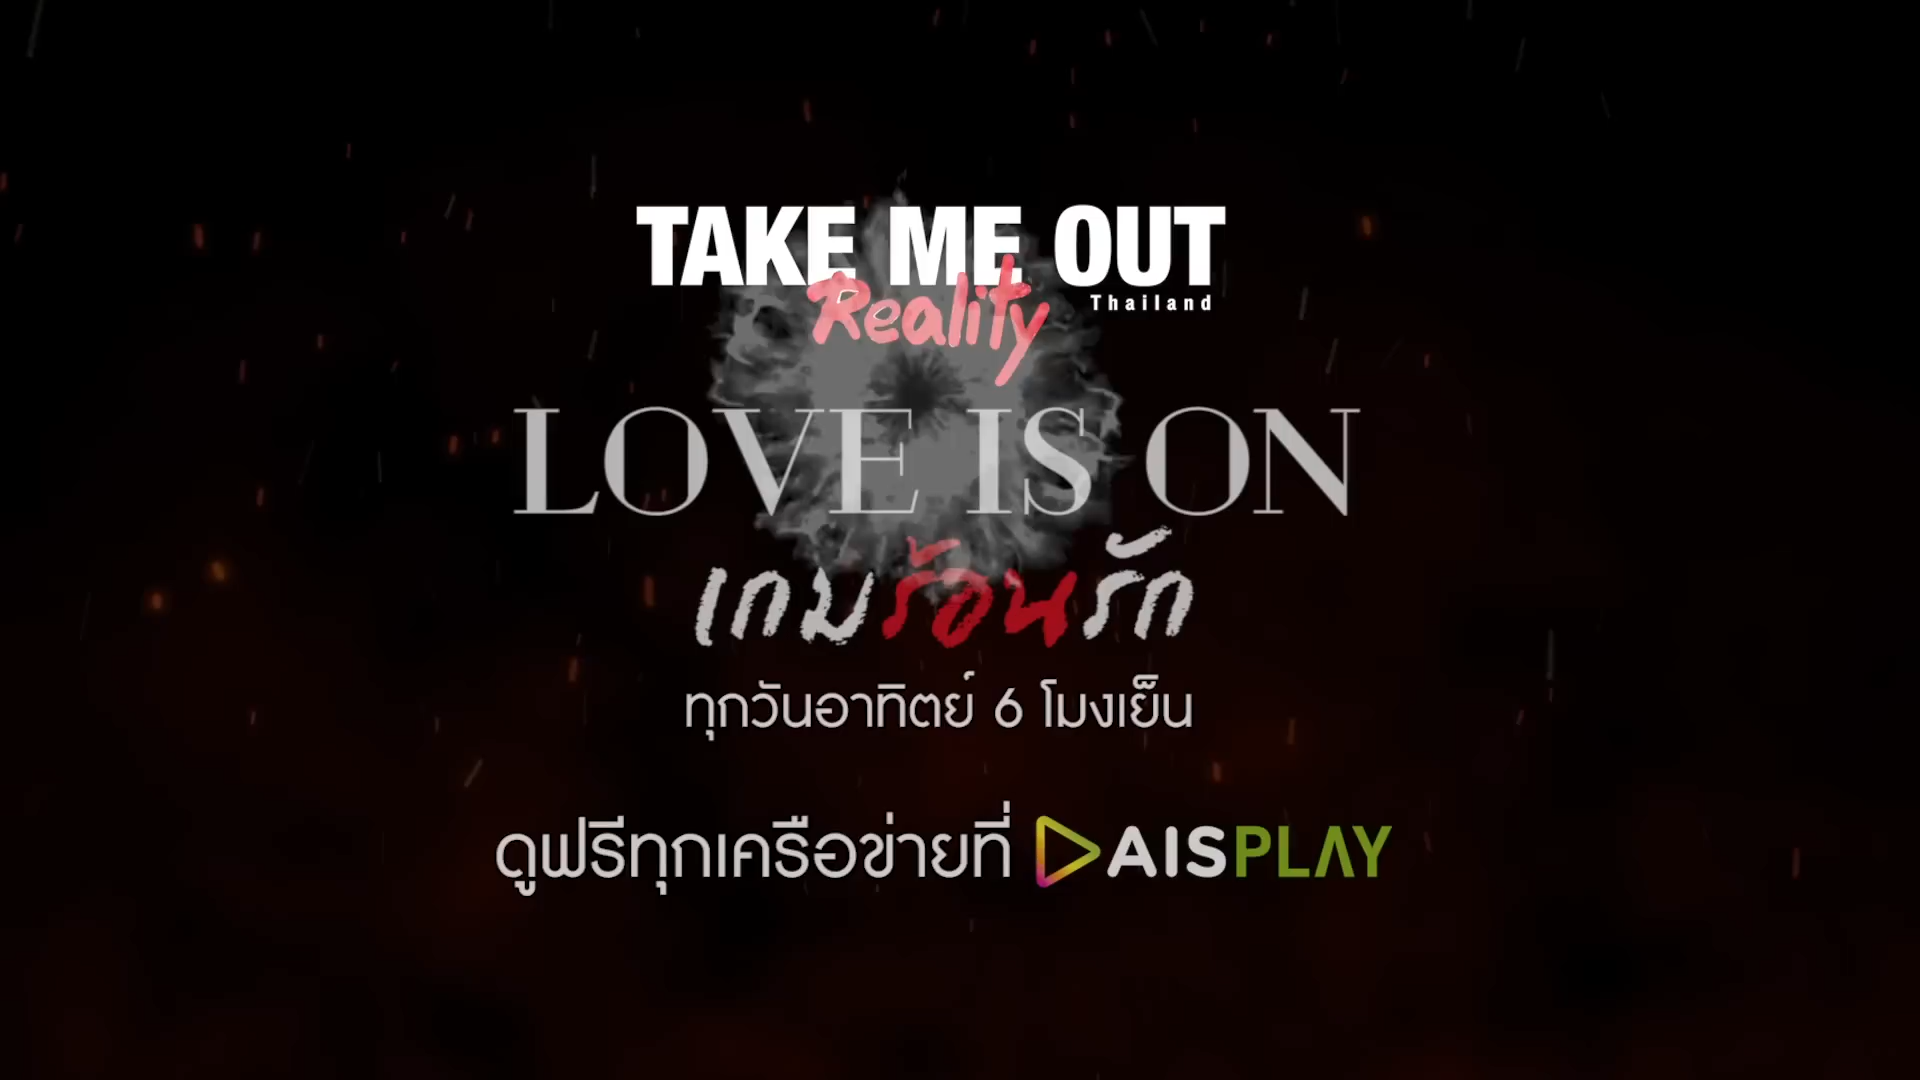 TAKE ME OUT
Thailand
Reality
LOVE IS ON
เกมร้อนรัก
ทุกวันอาทิตย์ 6 โมงเย็น
ดูฟรีทุกเครือข่ายที่ AISPLAY